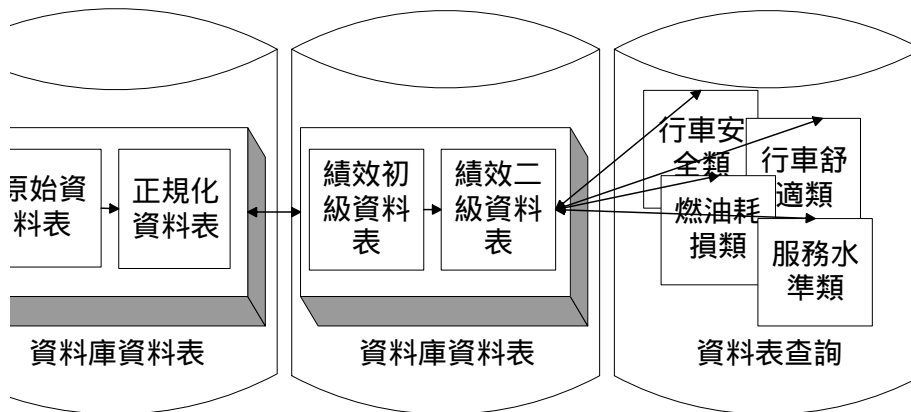 原始資
料表
正規化
資料表
資料庫資料表
績效初
級資料
表
績效二
級資料
表
資料庫資料表
行車安
全類
行車舒
適類
燃油耗
損類
服務水
準類
資料表查詢